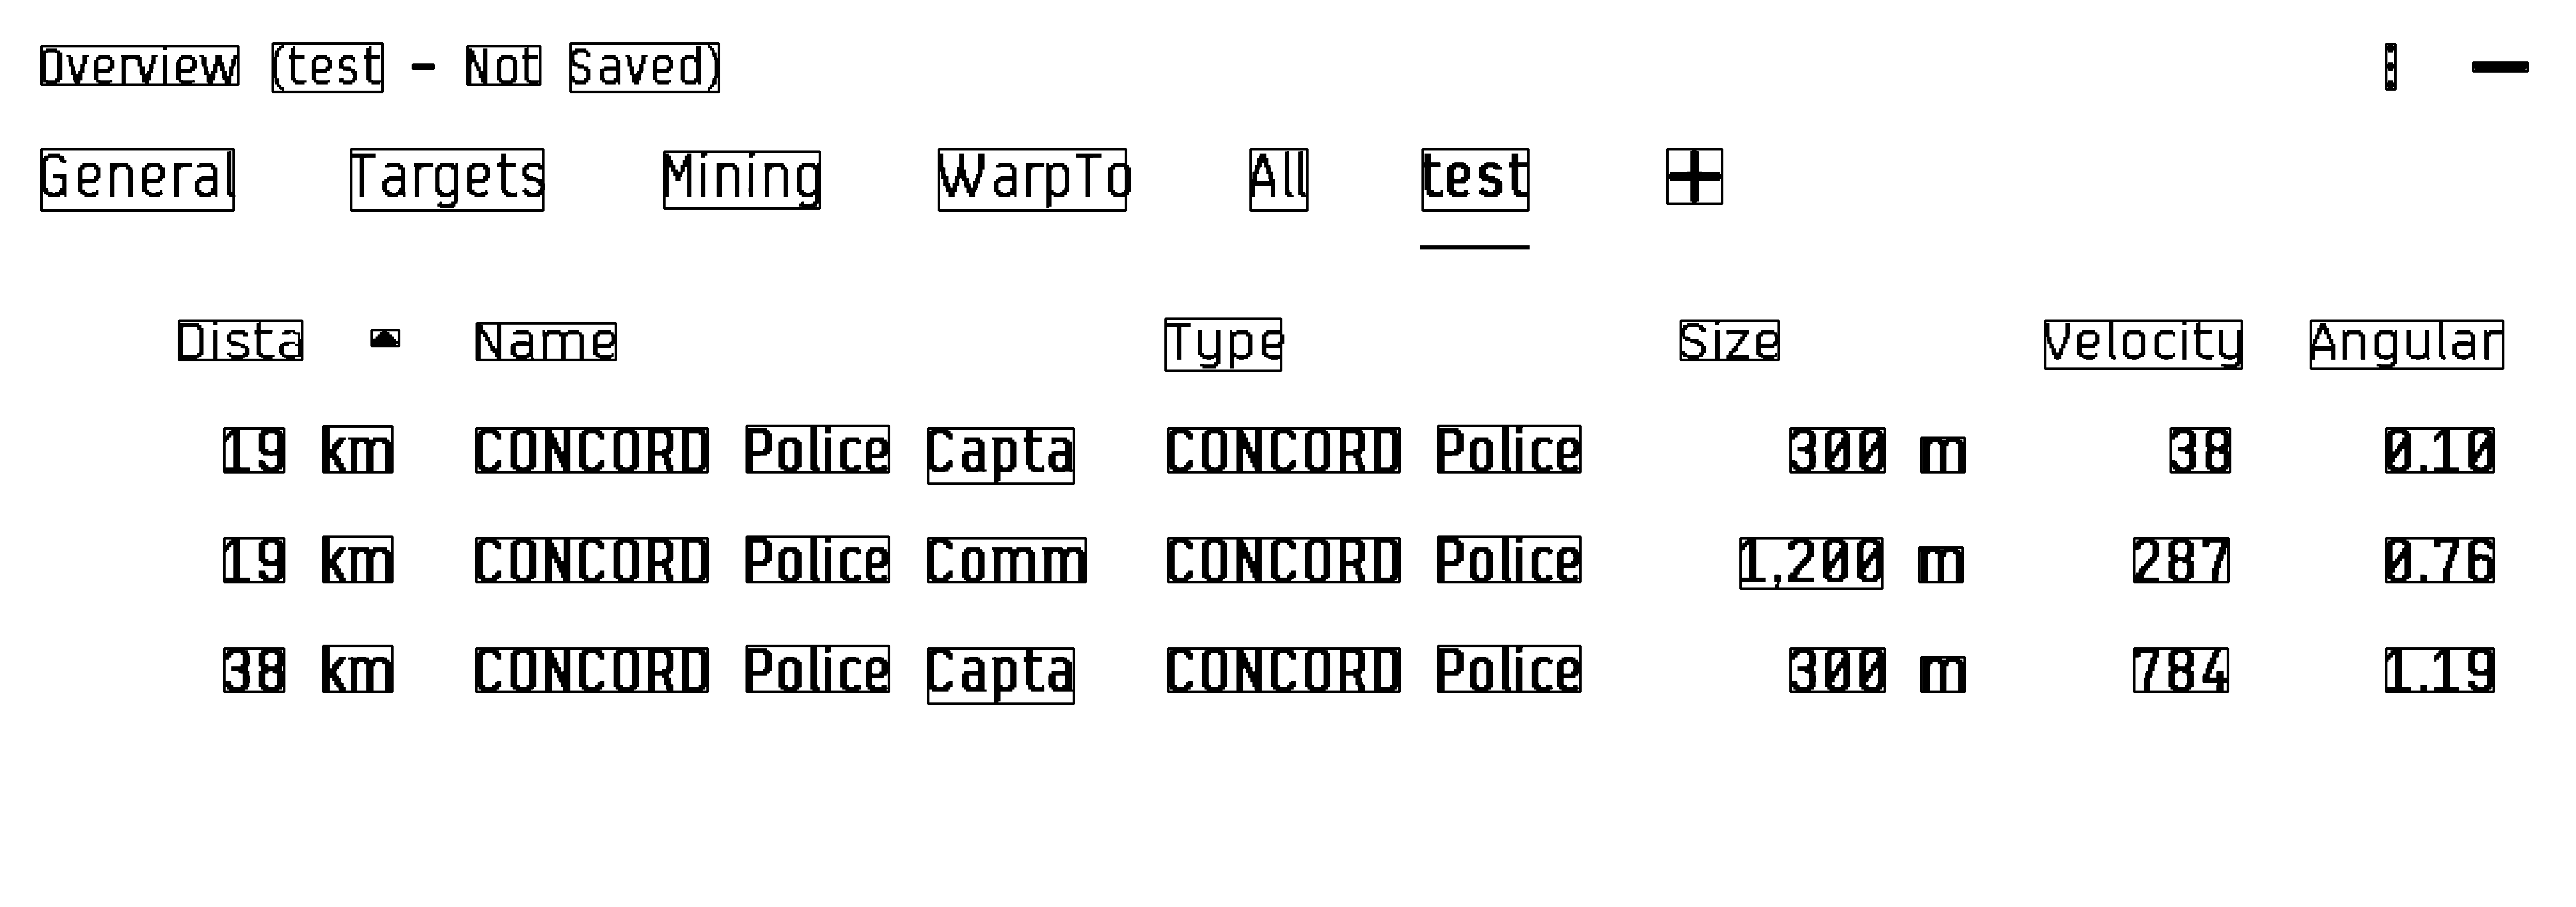 Overview (test - Not Saved)
General Targets Mining WarpTo All test +
Dista Name Type Size Velocity Angular
19 km CONCORD Police Capta CONCORD Police 300 m 38 0.10
19 km CONCORD Police Comm CONCORD Police 1,200 m 287 0.76
38 km CONCORD Police Capta CONCORD Police 300 m 784 1.19